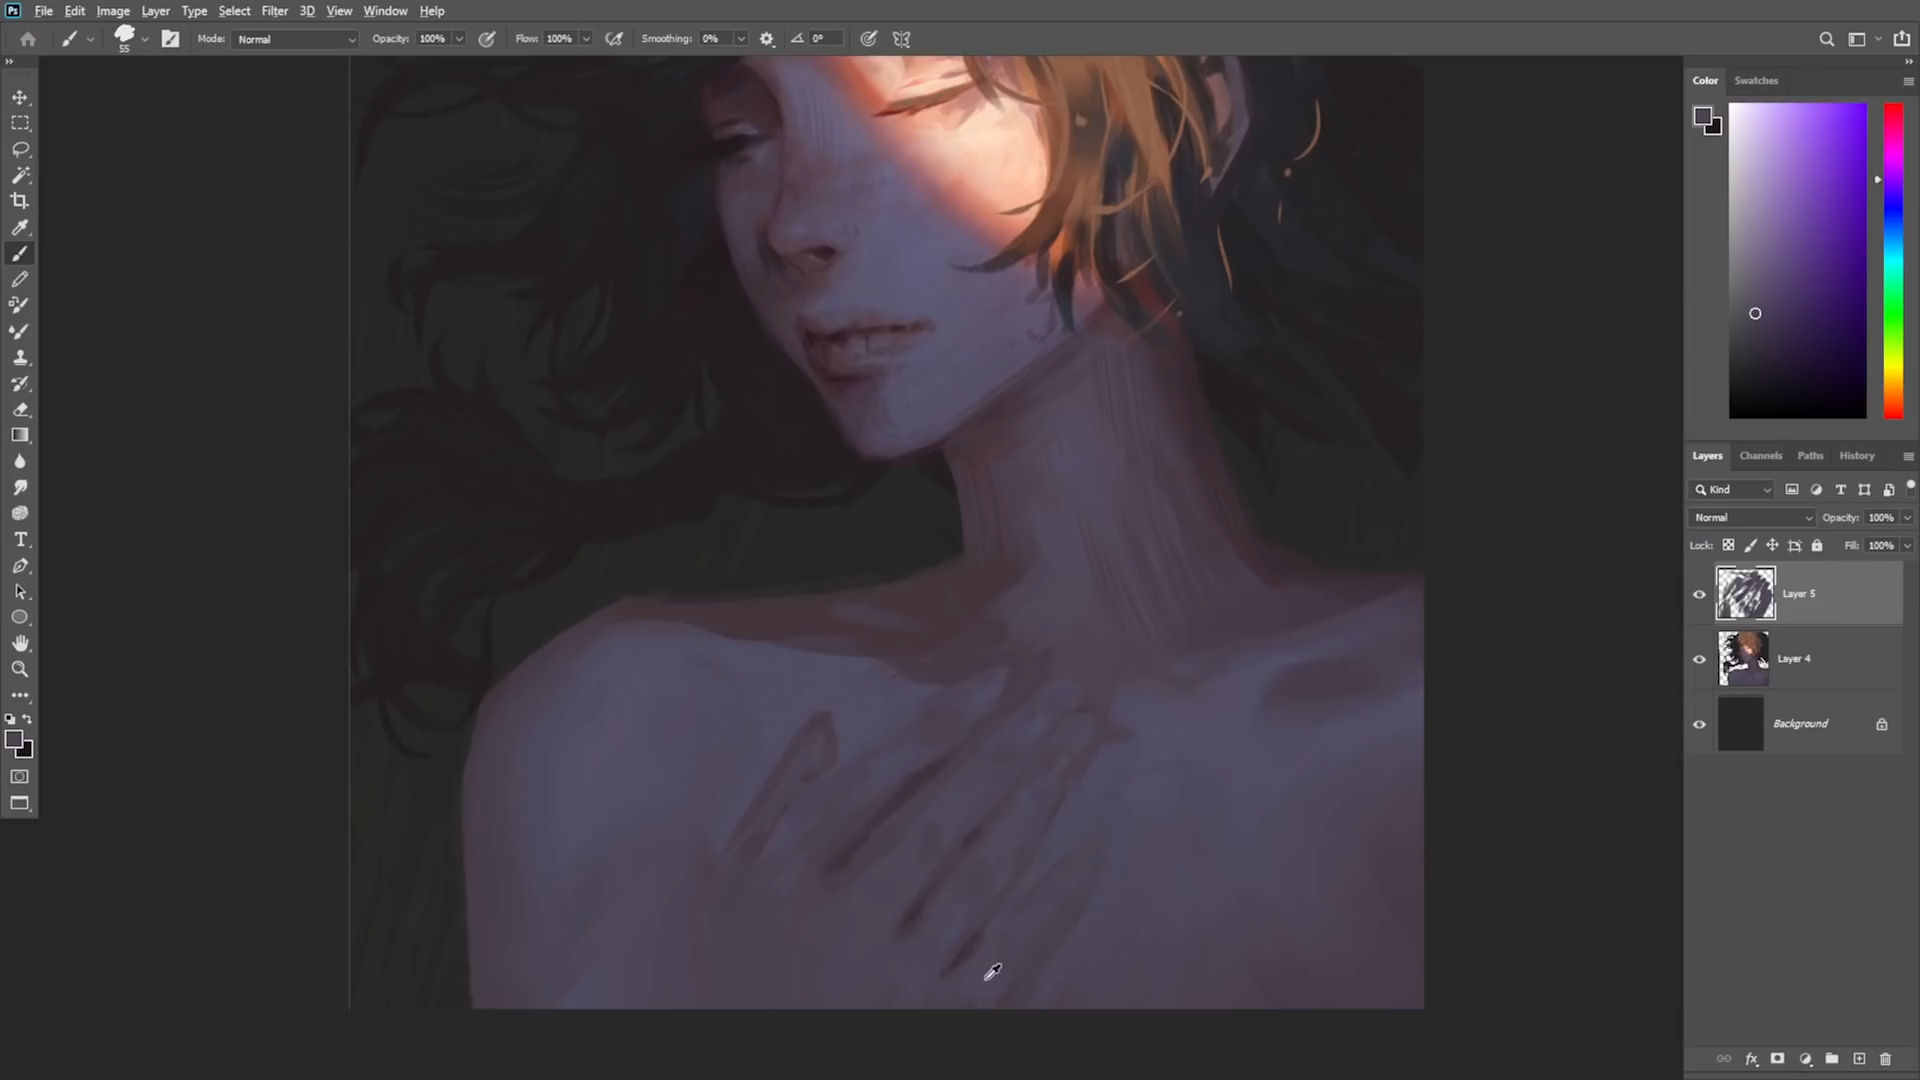 Ps File Edit Image Layer Type Select Filter 3D View Window Help
55 Mode: Normal Opacity: 100% Flow: 100% Smoothing: 0% 0°
Color Swatches
Layers Channels Paths History
Kind
Normal Opacity: 100%
Lock: Fill: 100%
Layer 5
Layer 4
Background